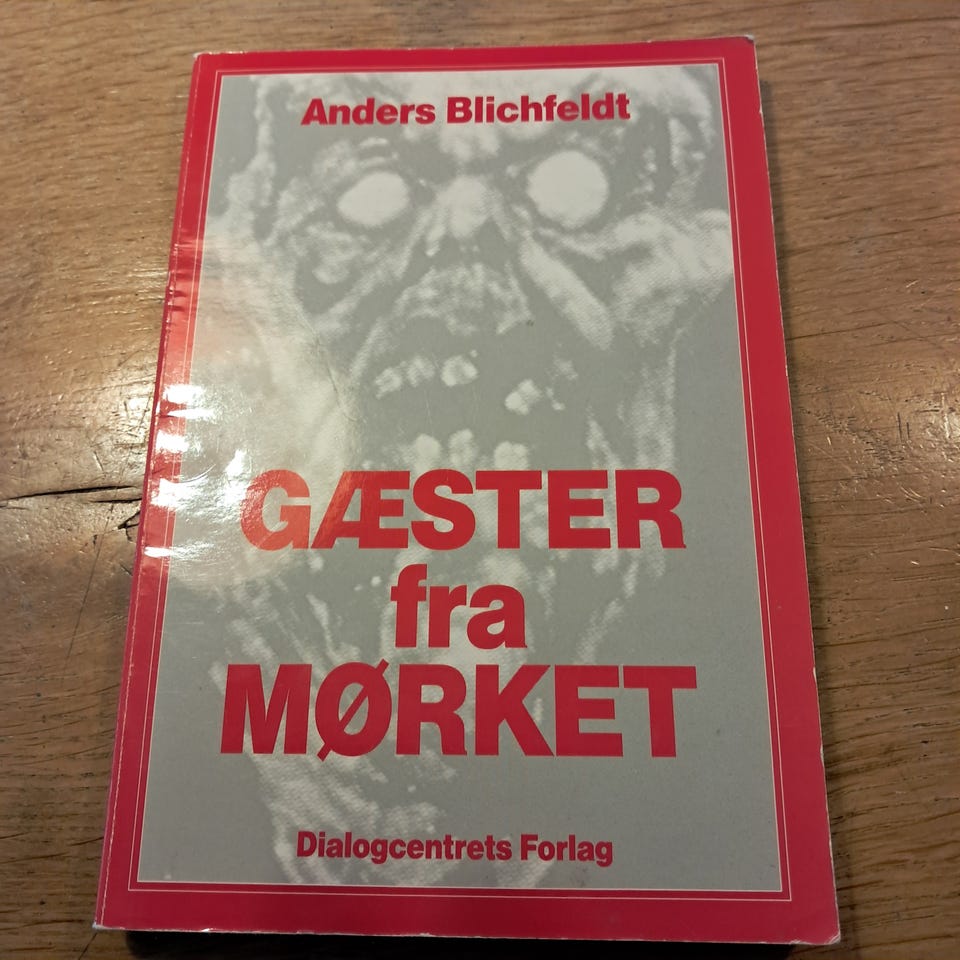 Anders Blichfeldt
GÆSTER
fra
MØRKET
Dialogcentrets Forlag